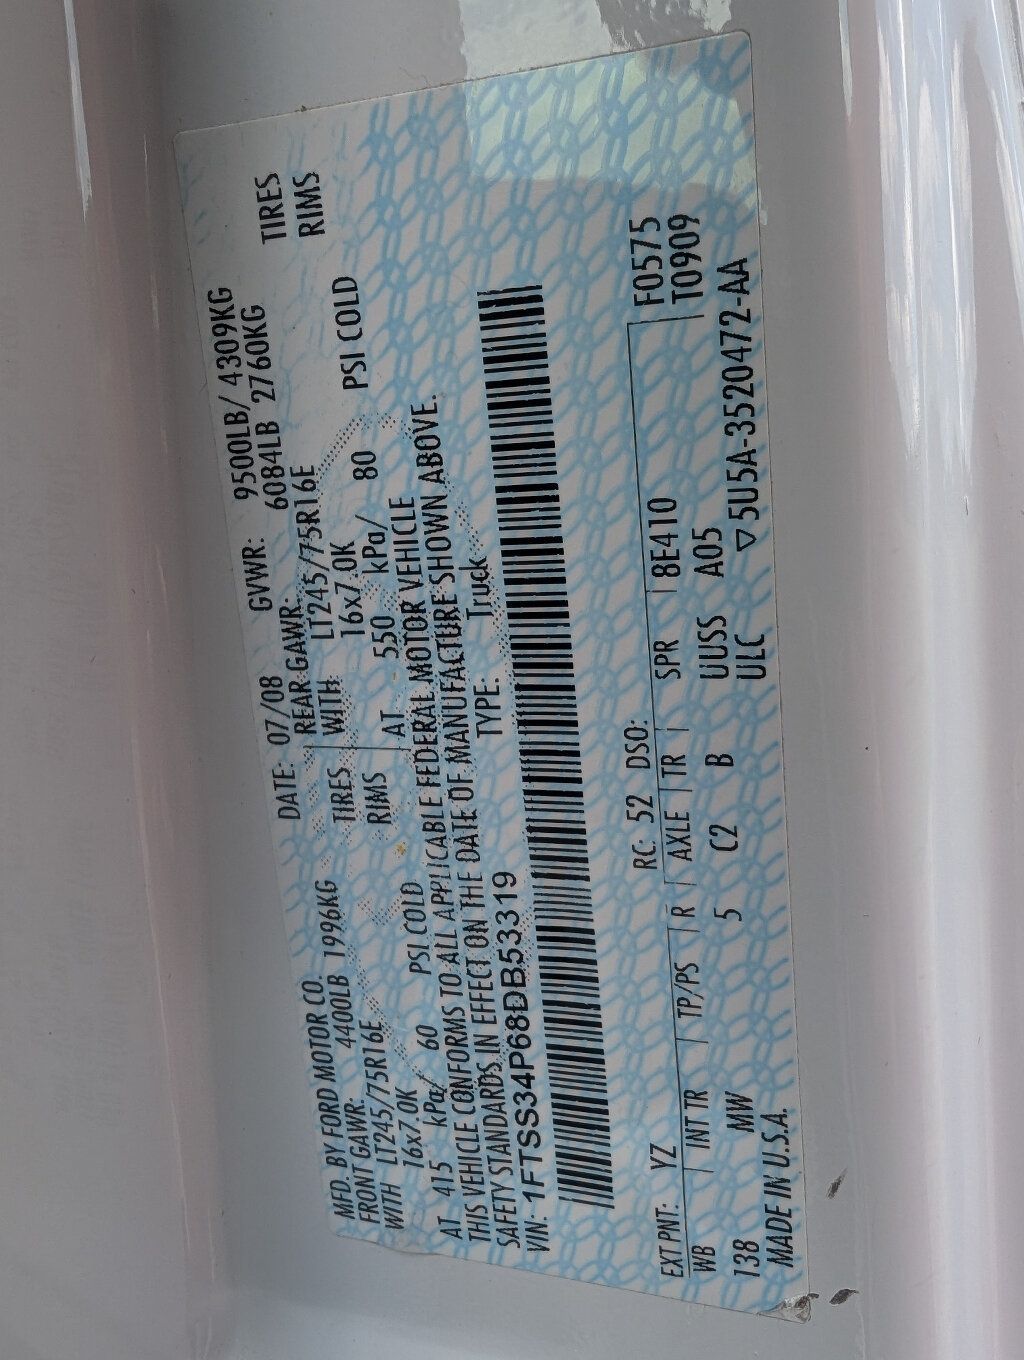 MFD. BY FORD MOTOR CO. DATE: 07/08 GVWR: 9500LB/ 4309KG
FRONT GAWR: 4400LB 1996KG REAR GAWR: 6084LB 2760KG
WITH LT245/75R16E TIRES WITH LT245/75R16E TIRES
16x7.0K RIMS 16x7.0K RIMS
AT 415 kPa/ 60 PSI COLD AT 550 kPa/ 80 PSI COLD
THIS VEHICLE CONFORMS TO ALL APPLICABLE FEDERAL MOTOR VEHICLE
SAFETY STANDARDS IN EFFECT ON THE DATE OF MANUFACTURE SHOWN ABOVE.
VIN: 1FTSS34P68DB53319 TYPE: Truck
EXT PNT: YZ RC: 52 DSO: F0575
WB INT TR TP/PS R AXLE TR SPR 8E410 T0909
138 MW 5 C2 B UUSS A05
MADE IN U.S.A. ULC ▽5U5A-3520472-AA